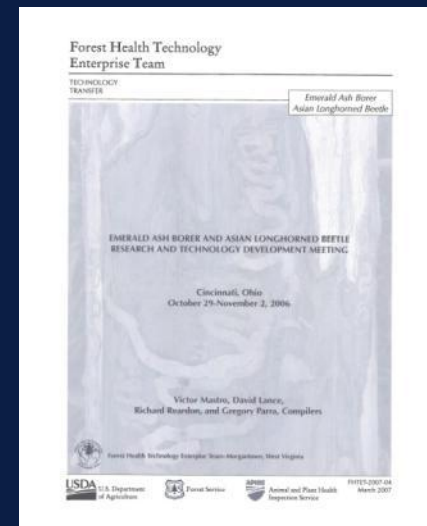 Forest Health Technology
Enterprise Team
TECHNOLOGY
TRANSFER
Emerald Ash Borer
Asian Longhorned Beetle
EMERALD ASH BORER AND ASIAN LONGHORNED BEETLE
RESEARCH AND TECHNOLOGY DEVELOPMENT MEETING
Cincinnati, Ohio
October 29-November 2, 2006
Victor Mastro, David Lance,
Richard Reardon, and Gregory Parra, Compilers
Forest Health Technology Enterprise Team-Morgantown, West Virginia
USDA
U.S. Department
of Agriculture
Forest Service
APHIS
Animal and Plant Health
Inspection Service
FHTET-2007-04
March 2007